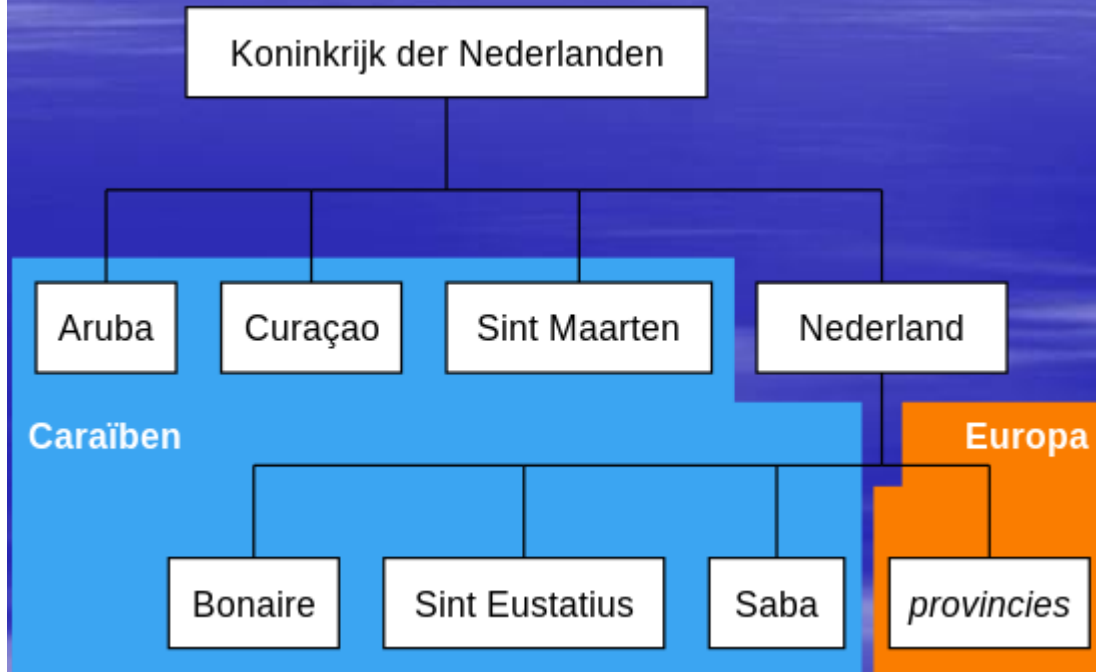 Koninkrijk der Nederlanden
Aruba
Curaçao
Sint Maarten
Nederland
Caraïben
Europa
Bonaire
Sint Eustatius
Saba
provincies